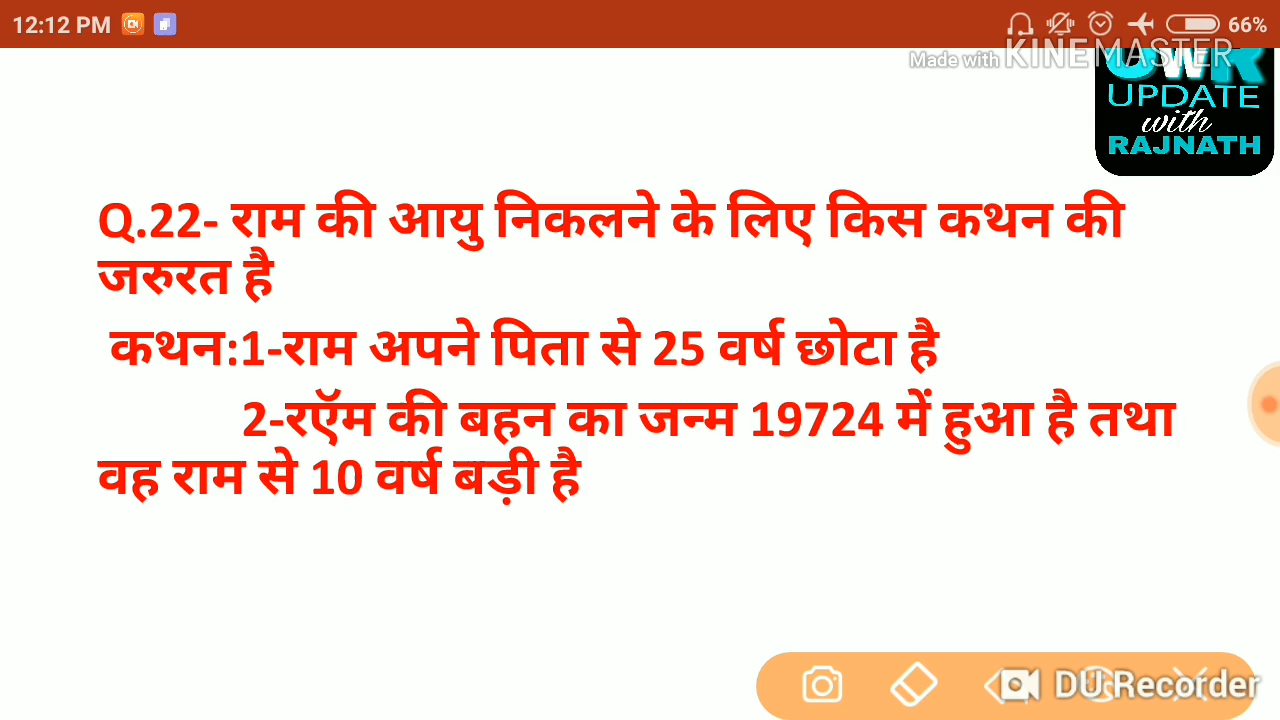 12:12 PM
66%
Made with KINEMASTER
UPDATE
with
RAJNATH
Q.22- राम की आयु निकलने के लिए किस कथन की
जरुरत है
कथन:1-राम अपने पिता से 25 वर्ष छोटा है
2-रऍम की बहन का जन्म 19724 में हुआ है तथा
वह राम से 10 वर्ष बड़ी है
DU Recorder